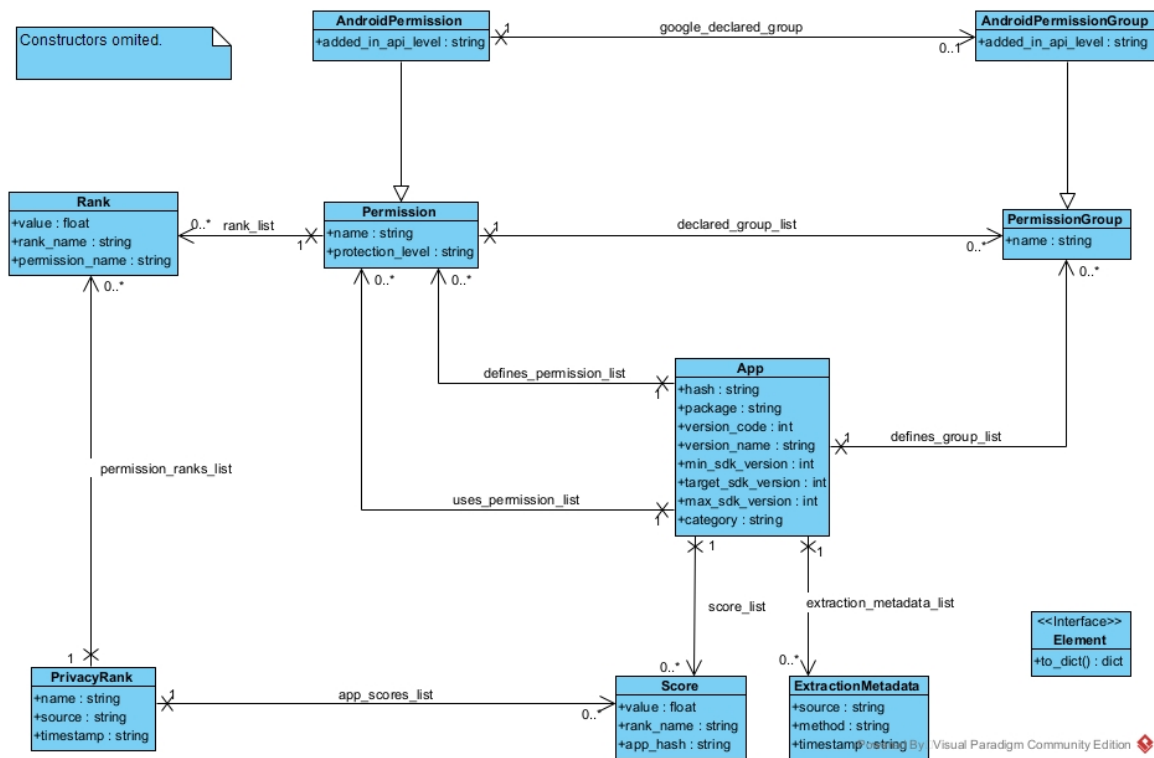 Constructors omited.
AndroidPermission
+added_in_api_level : string
1
google_declared_group
0..1
AndroidPermissionGroup
+added_in_api_level : string
Rank
+value : float
+rank_name : string
+permission_name : string
0..*
rank_list
1
Permission
+name : string
+protection_level : string
1
declared_group_list
0..*
PermissionGroup
+name : string
0..*
0..*
0..*
0..*
defines_permission_list
1
App
+hash : string
+package : string
+version_code : int
+version_name : string
+min_sdk_version : int
+target_sdk_version : int
+max_sdk_version : int
+category : string
1
defines_group_list
permission_ranks_list
uses_permission_list
1
1
1
score_list
extraction_metadata_list
<<Interface>>
Element
+to_dict() : dict
1
PrivacyRank
+name : string
+source : string
+timestamp : string
1
app_scores_list
0..*
0..*
Score
+value : float
+rank_name : string
+app_hash : string
0..*
ExtractionMetadata
+source : string
+method : string
+timestamp : string
Powered By Visual Paradigm Community Edition